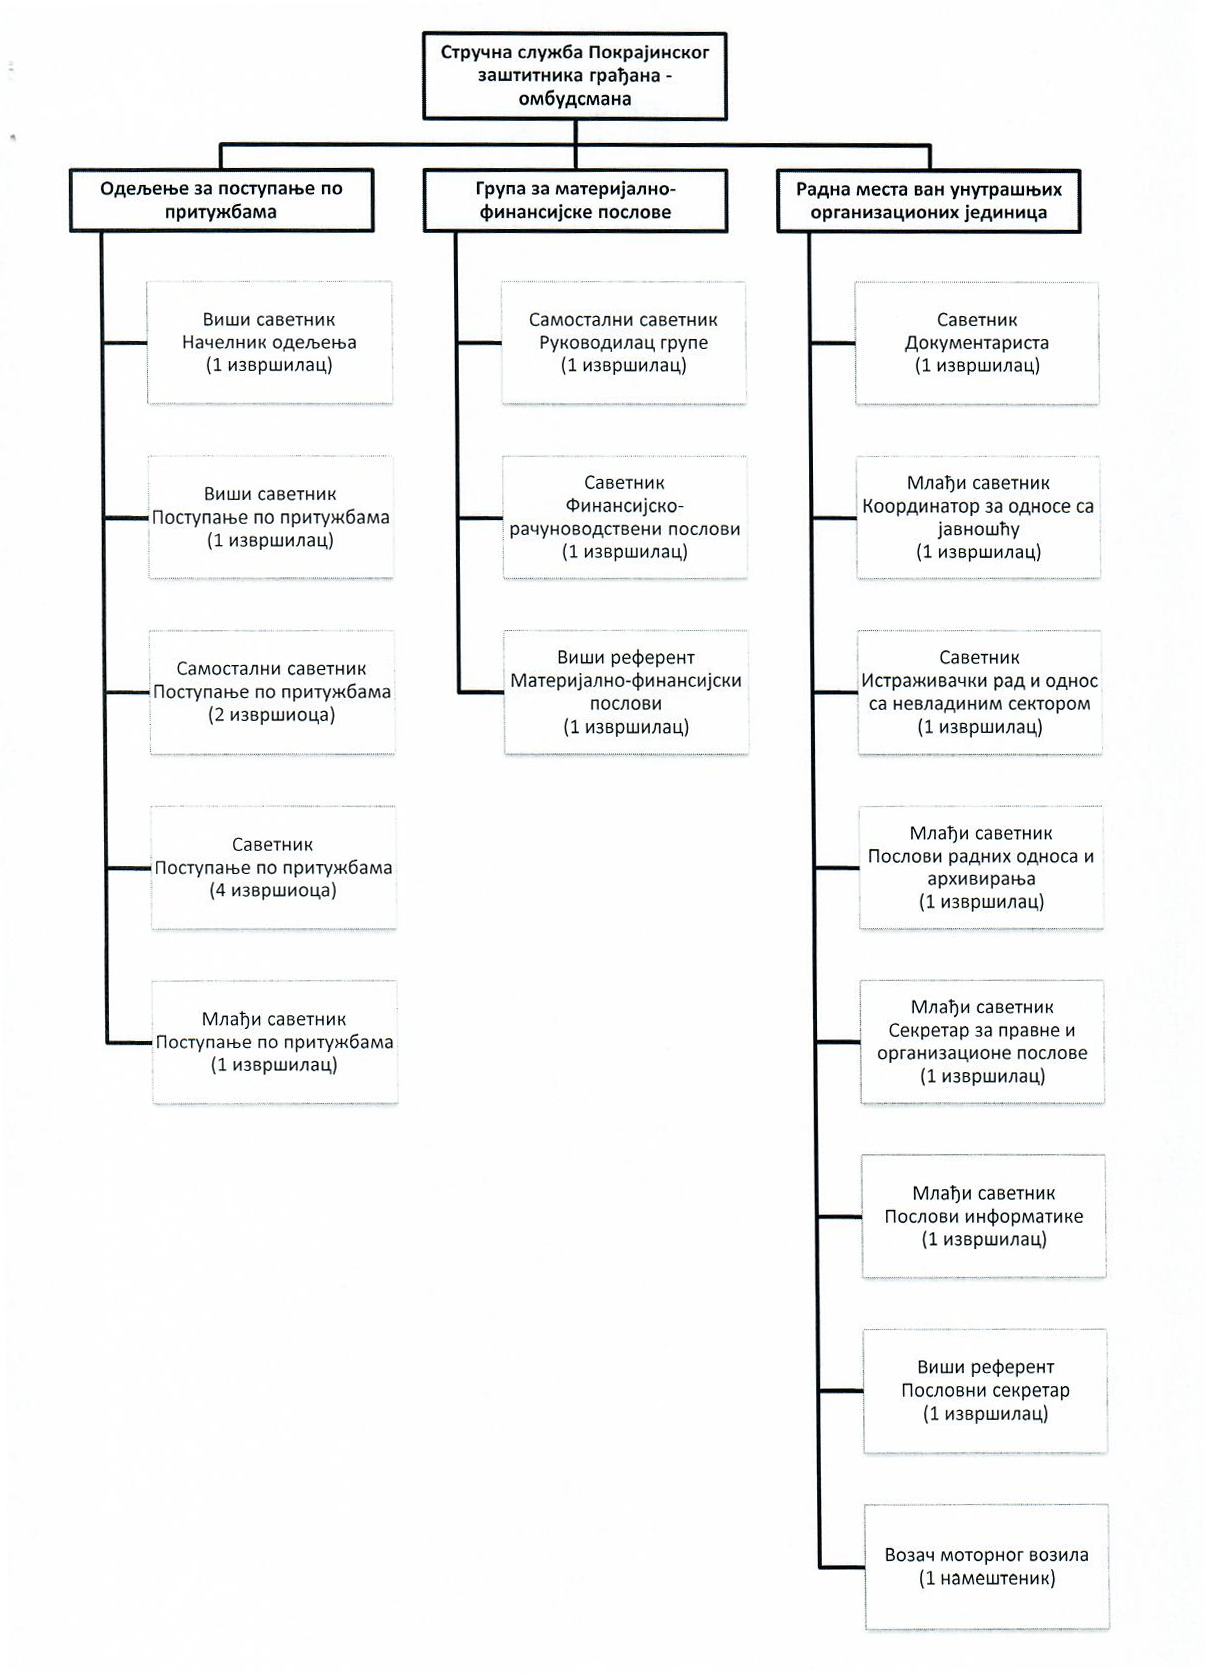 Стручна служба Покрајинског
заштитника грађана -
омбудсмана
Одељење за поступање по
притужбама
Група за материјално-
финансијске послове
Радна места ван унутрашњих
организационих јединица
Виши саветник
Начелник одељења
(1 извршилац)
Виши саветник
Поступање по притужбама
(1 извршилац)
Самостални саветник
Поступање по притужбама
(2 извршиоца)
Саветник
Поступање по притужбама
(4 извршиоца)
Млађи саветник
Поступање по притужбама
(1 извршилац)
Самостални саветник
Руководилац групе
(1 извршилац)
Саветник
Финансијско-
рачуноводствени послови
(1 извршилац)
Виши референт
Материјално-финансијски
послови
(1 извршилац)
Саветник
Документариста
(1 извршилац)
Млађи саветник
Координатор за односе са
јавношћу
(1 извршилац)
Саветник
Истраживачки рад и однос
са невладиним сектором
(1 извршилац)
Млађи саветник
Послови радних односа и
архивирања
(1 извршилац)
Млађи саветник
Секретар за правне и
организационе послове
(1 извршилац)
Млађи саветник
Послови информатике
(1 извршилац)
Виши референт
Пословни секретар
(1 извршилац)
Возач моторног возила
(1 намештеник)